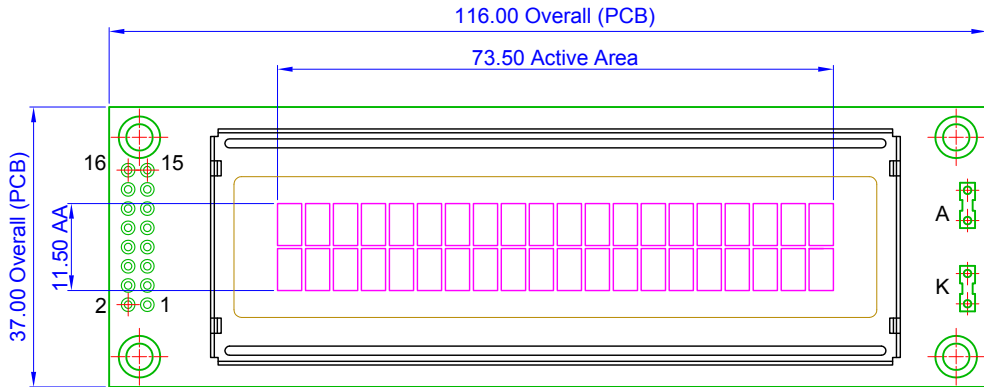 116.00 Overall (PCB)
73.50 Active Area
37.00 Overall (PCB)
11.50 AA
16
15
2
1
A
K